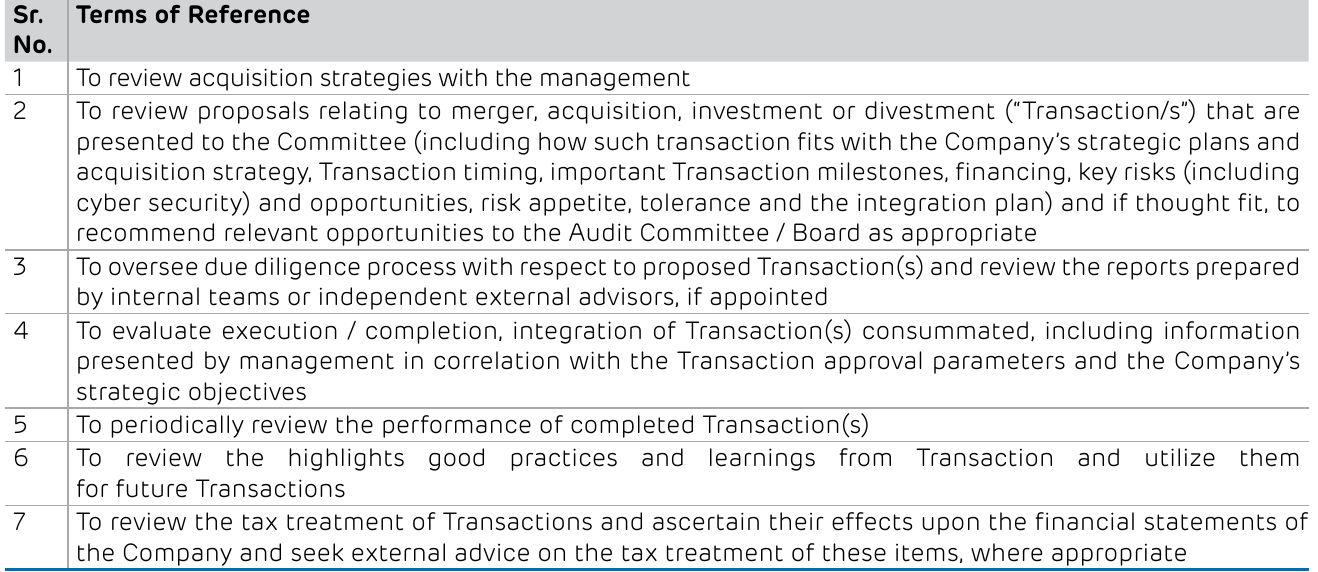 Sr. Terms of Reference
No.
1 To review acquisition strategies with the management
2 To review proposals relating to merger, acquisition, investment or divestment (“Transaction/s”) that are
presented to the Committee (including how such transaction fits with the Company’s strategic plans and
acquisition strategy, Transaction timing, important Transaction milestones, financing, key risks (including
cyber security) and opportunities, risk appetite, tolerance and the integration plan) and if thought fit, to
recommend relevant opportunities to the Audit Committee / Board as appropriate
3 To oversee due diligence process with respect to proposed Transaction(s) and review the reports prepared
by internal teams or independent external advisors, if appointed
4 To evaluate execution / completion, integration of Transaction(s) consummated, including information
presented by management in correlation with the Transaction approval parameters and the Company’s
strategic objectives
5 To periodically review the performance of completed Transaction(s)
6 To review the highlights good practices and learnings from Transaction and utilize them
for future Transactions
7 To review the tax treatment of Transactions and ascertain their effects upon the financial statements of
the Company and seek external advice on the tax treatment of these items, where appropriate